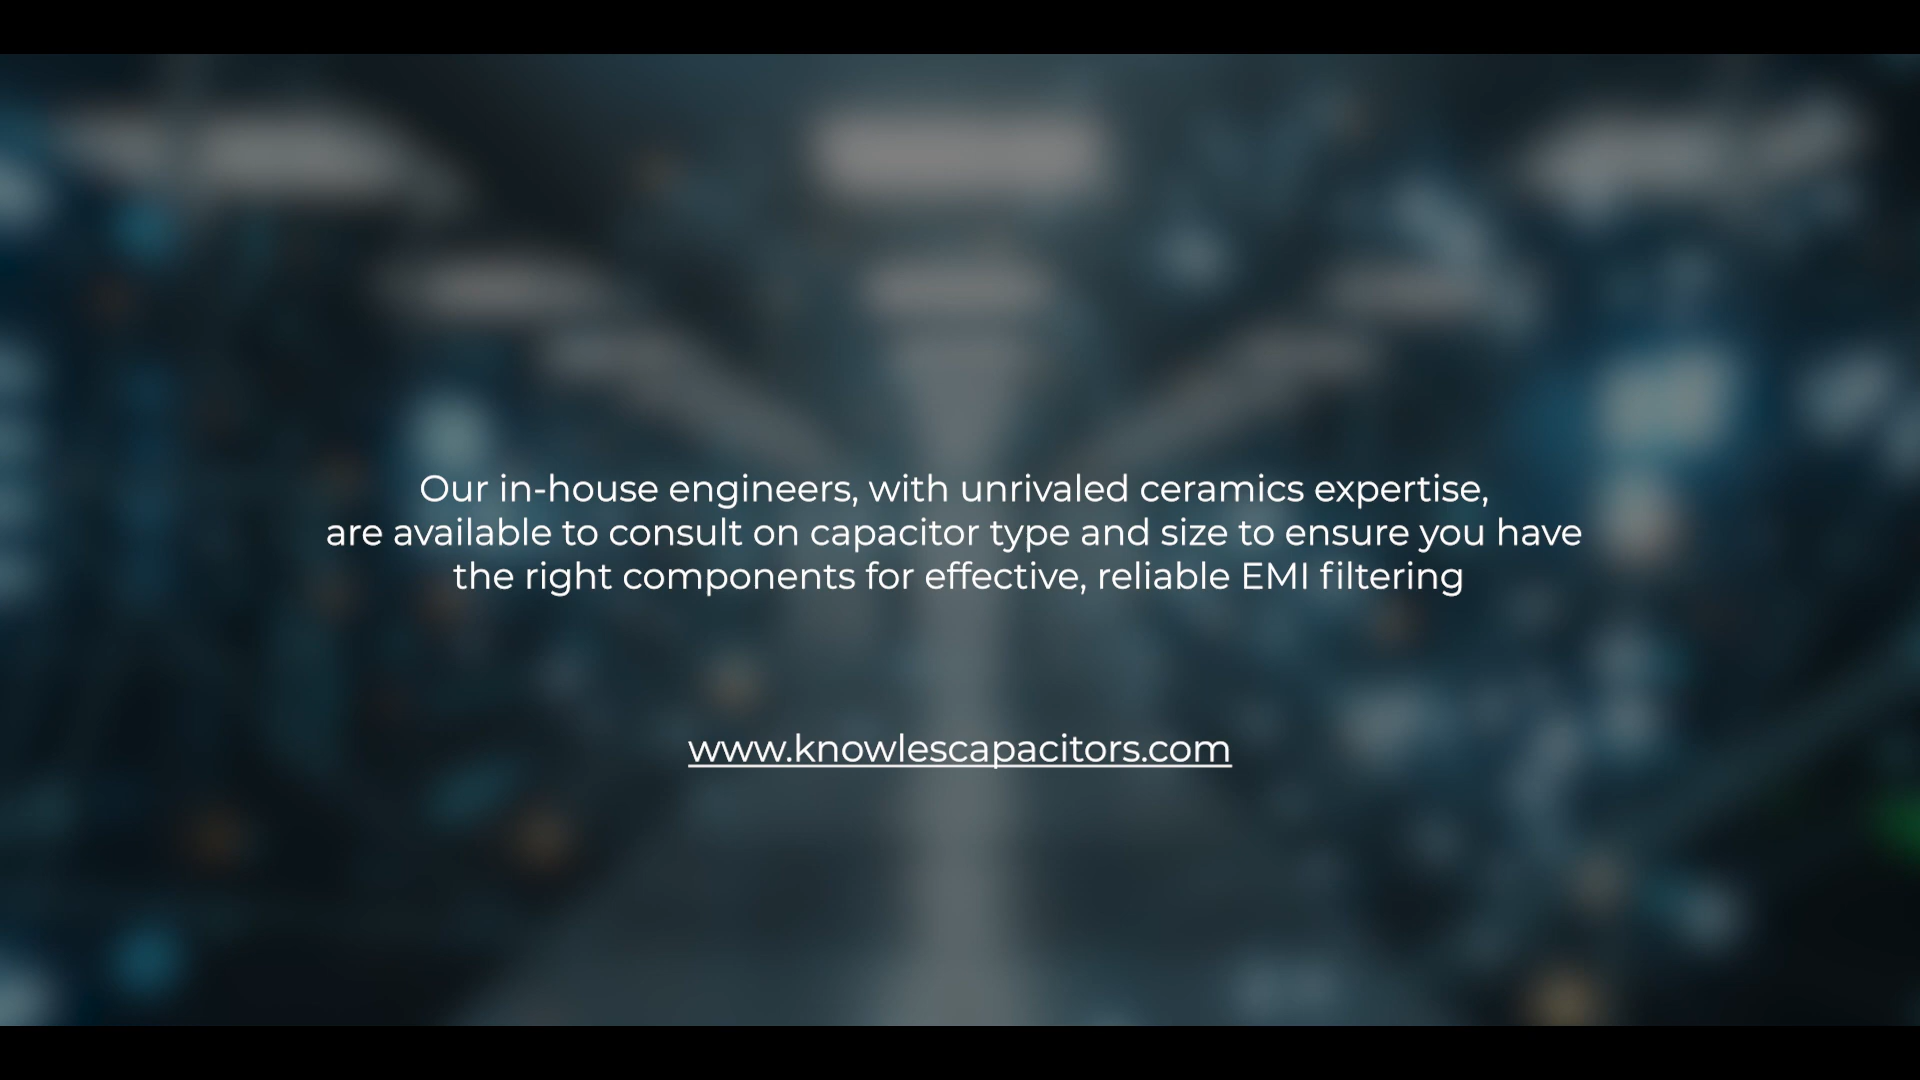 Our in-house engineers, with unrivaled ceramics expertise,
are available to consult on capacitor type and size to ensure you have
the right components for effective, reliable EMI filtering
www.knowlescapacitors.com